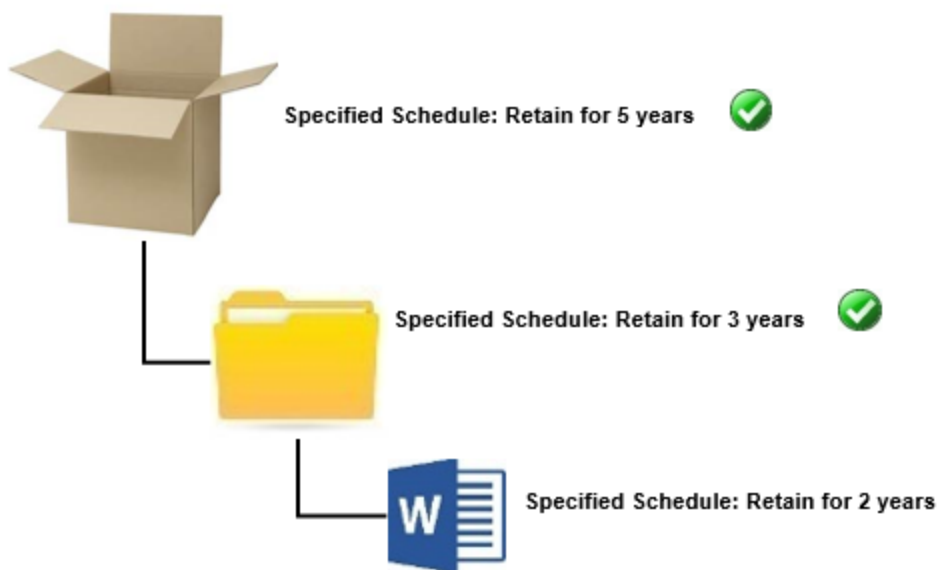 Specified Schedule: Retain for 5 years
Specified Schedule: Retain for 3 years
W
Specified Schedule: Retain for 2 years